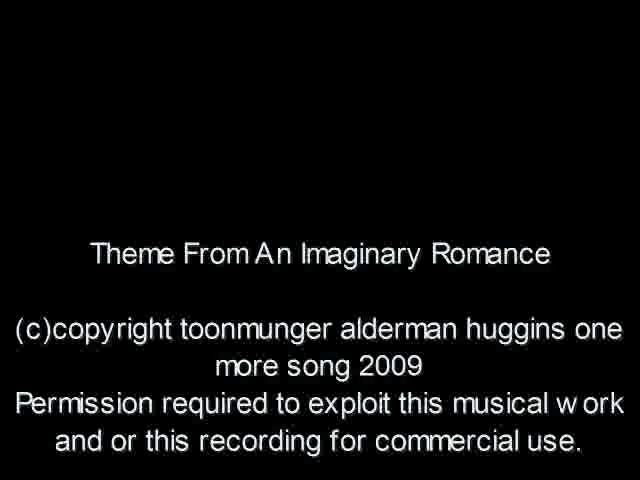 Theme From An Imaginary Romance
(c)copyright toonmunger alderman huggins one
more song 2009
Permission required to exploit this musical work
and or this recording for commercial use.